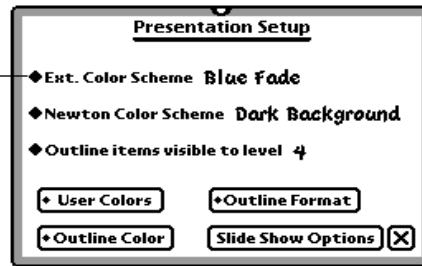 Presentation Setup
◆Ext. Color Scheme Blue Fade
◆Newton Color Scheme Dark Background
◆Outline items visible to level 4
◆ User Colors
◆Outline Format
◆Outline Color
Slide Show Options